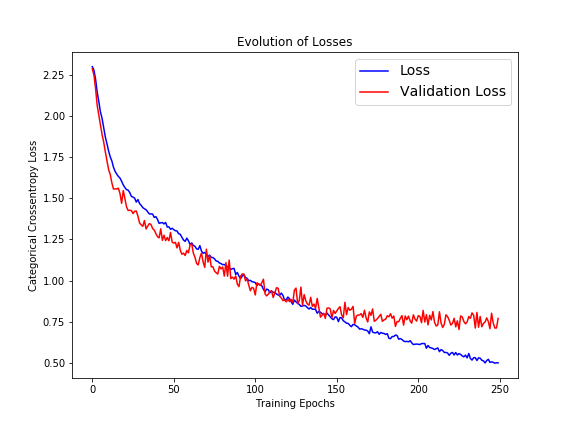 Evolution of Losses
Loss
Validation Loss
Categorical Crossentropy Loss
2.25
2.00
1.75
1.50
1.25
1.00
0.75
0.50
0 50 100 150 200 250
Training Epochs